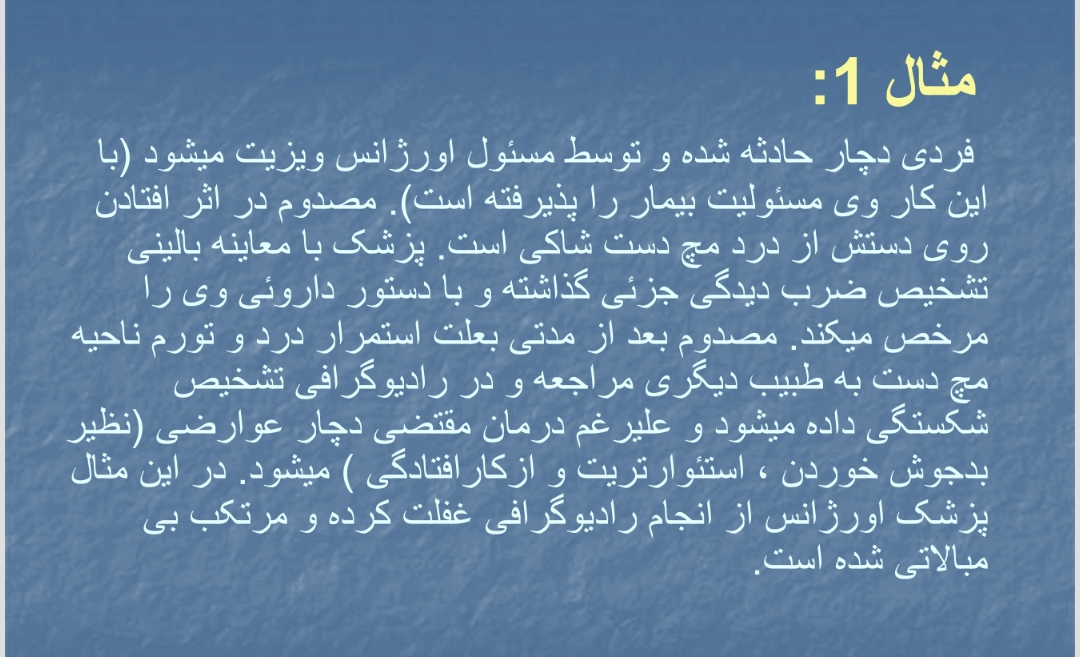 مثال 1:
فردی دچار حادثه شده و توسط مسئول اورژانس ویزیت میشود (با
این کار وی مسئولیت بیمار را پذیرفته است). مصدوم در اثر افتادن
روی دستش از درد مچ دست شاکی است. پزشک با معاینه بالینی
تشخیص ضرب دیدگی جزئی گذاشته و با دستور داروئی وی را
مرخص میکند. مصدوم بعد از مدتی بعلت استمرار درد و تورم ناحیه
مچ دست به طبیب دیگری مراجعه و در رادیوگرافی تشخیص
شکستگی داده میشود و علیرغم درمان مقتضی دچار عوارضی (نظیر
بدجوش خوردن ، استئوارتریت و ازکارافتادگی ) میشود. در این مثال
پزشک اورژانس از انجام رادیوگرافی غفلت کرده و مرتکب بی
مبالاتی شده است.